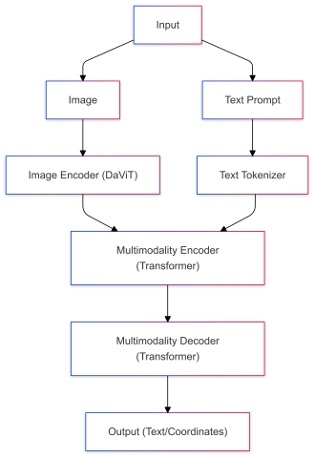 Input
Image
Text Prompt
Image Encoder (DaViT)
Text Tokenizer
Multimodality Encoder
(Transformer)
Multimodality Decoder
(Transformer)
Output (Text/Coordinates)